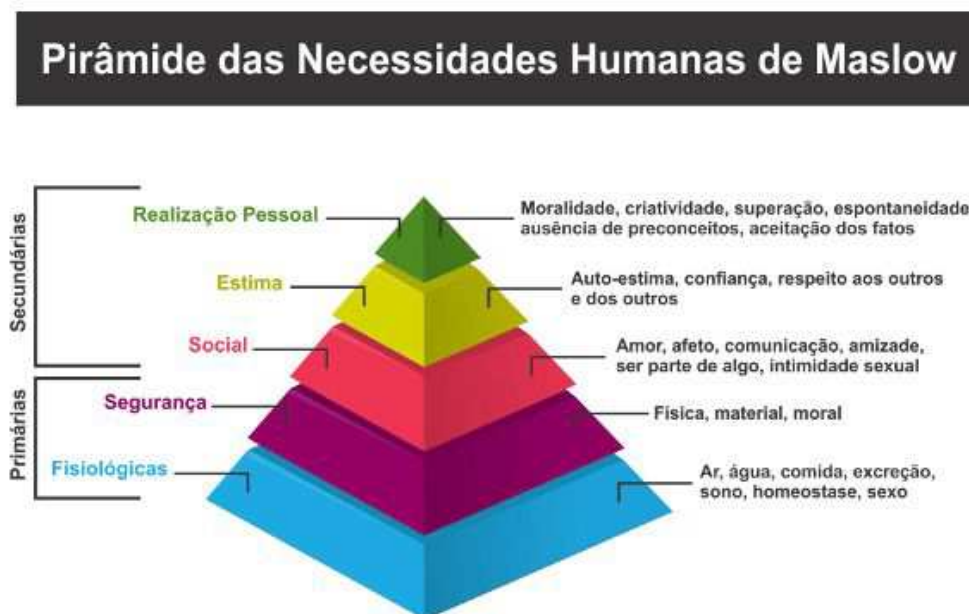 Pirâmide das Necessidades Humanas de Maslow
Secundárias
Realização Pessoal
Moralidade, criatividade, superação, espontaneidade
ausência de preconceitos, aceitação dos fatos
Estima
Auto-estima, confiança, respeito aos outros
e dos outros
Social
Amor, afeto, comunicação, amizade,
ser parte de algo, intimidade sexual
Primárias
Segurança
Física, material, moral
Fisiológicas
Ar, água, comida, excreção,
sono, homeostase, sexo